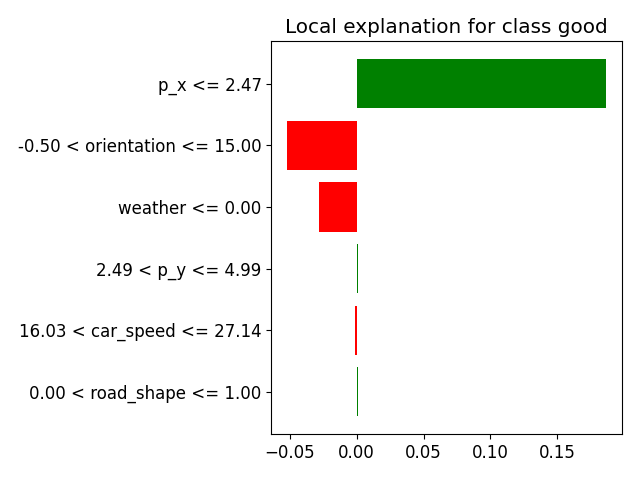 Local explanation for class good
p_x <= 2.47
-0.50 < orientation <= 15.00
weather <= 0.00
2.49 < p_y <= 4.99
16.03 < car_speed <= 27.14
0.00 < road_shape <= 1.00
−0.05 0.00 0.05 0.10 0.15